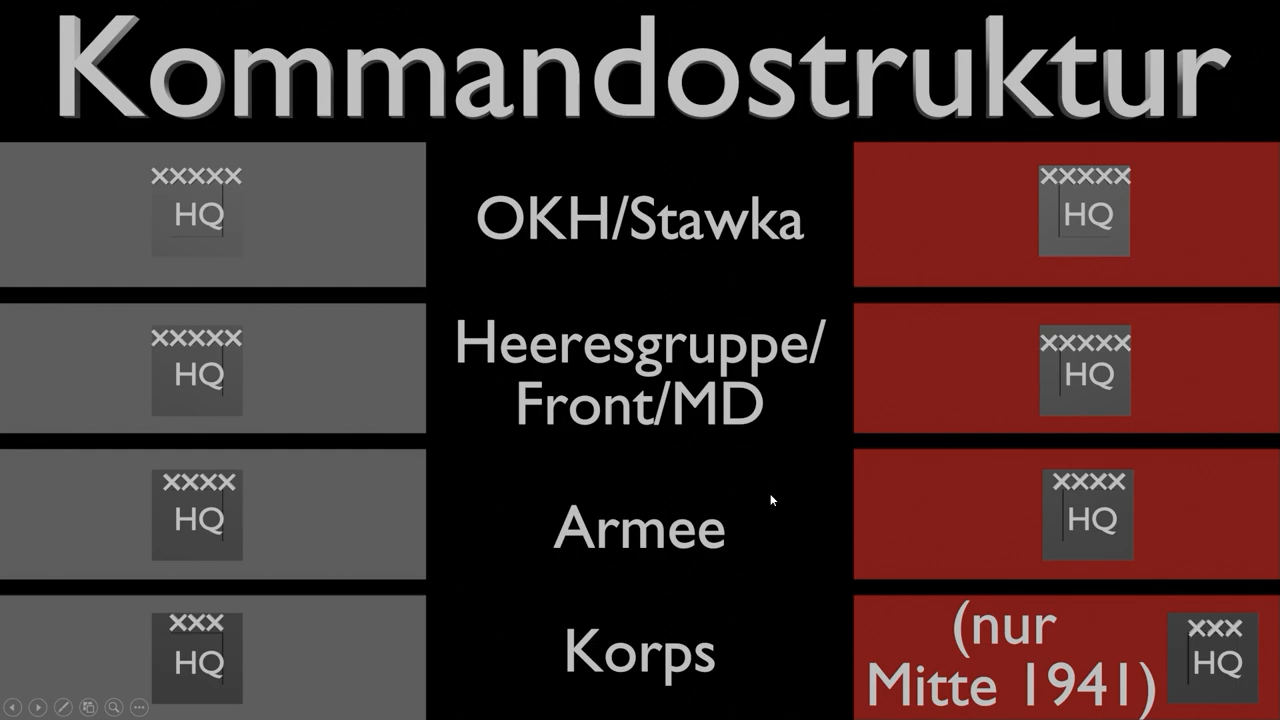 Kommandostruktur
XXXXX
HQ
OKH/Stawka
XXXXX
HQ
XXXXX
HQ
Heeresgruppe/
Front/MD
XXXXX
HQ
XXXX
HQ
Armee
XXXX
HQ
XXX
HQ
Korps
(nur
Mitte 1941)
XXX
HQ